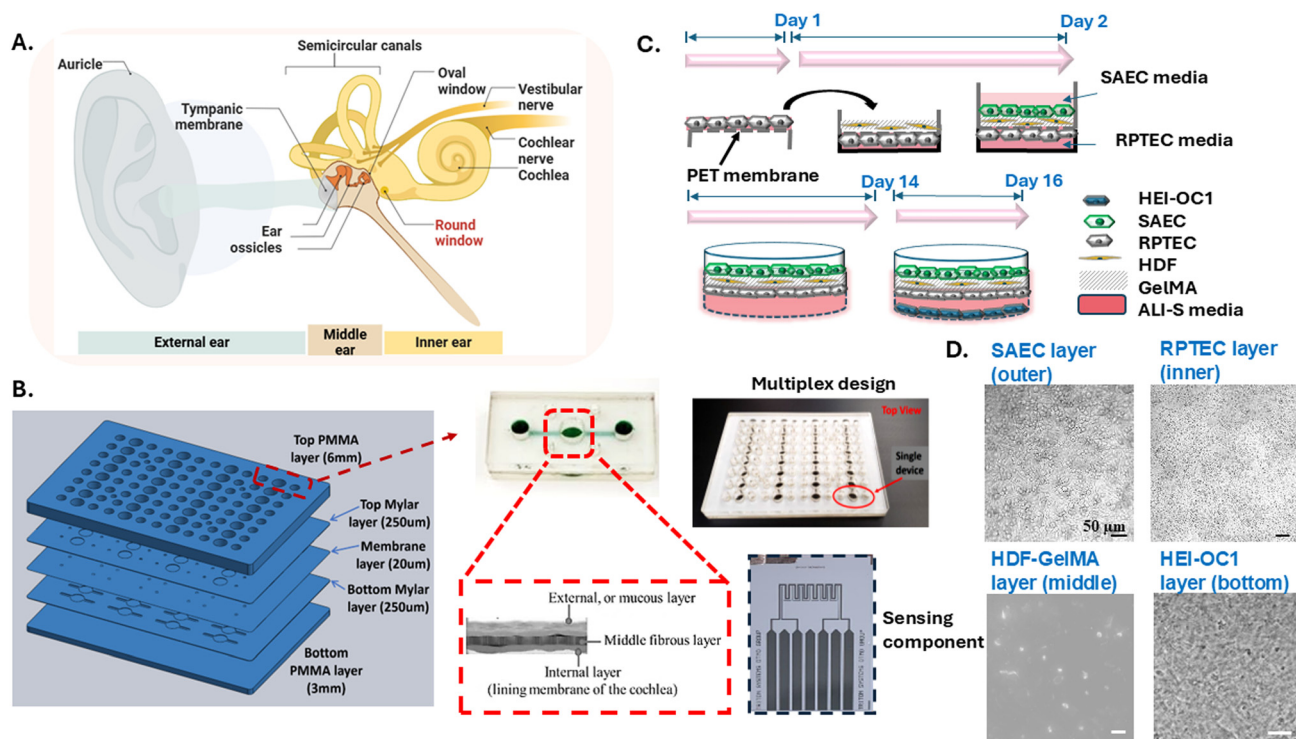 A.
Semicircular canals
Auricle
Oval
window
Tympanic
membrane
Vestibular
nerve
Cochlear
nerve
Cochlea
Ear
ossicles
Round
window
External ear
Middle
ear
Inner ear
B.
Top PMMA
layer (6mm)
Top Mylar
layer (250um)
Membrane
layer (20um)
Bottom Mylar
layer (250um)
Bottom
PMMA layer
(3mm)
Multiplex design
Top View
Single
device
External, or mucous layer
Middle fibrous layer
Internal layer
(lining membrane of the cochlea)
Sensing
component
C.
Day 1
Day 2
SAEC media
RPTEC media
PET membrane
Day 14
Day 16
HEI-OC1
SAEC
RPTEC
HDF
GelMA
ALI-S media
D.
SAEC layer
(outer)
RPTEC layer
(inner)
50 µm
HDF-GelMA
layer (middle)
HEI-OC1
layer (bottom)